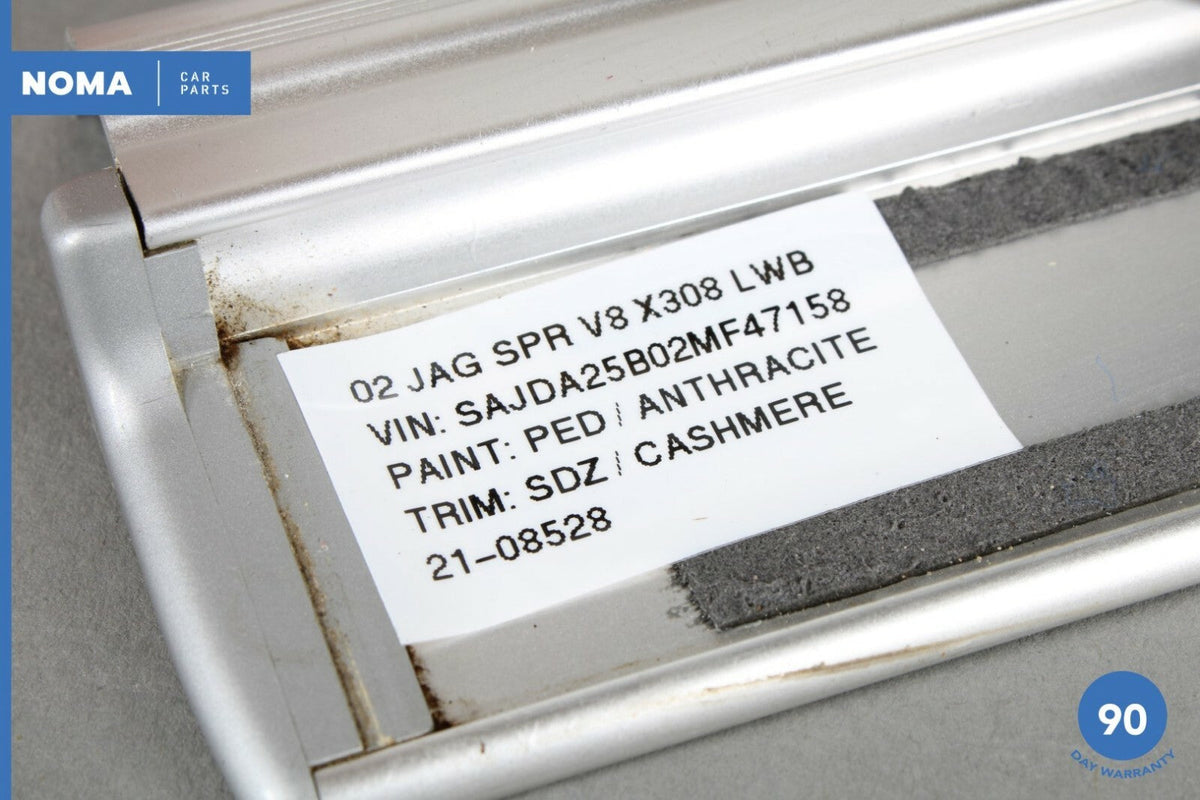 NOMA
CAR
PARTS
02 JAG SPR V8 X308 LWB
VIN: SAJDA25B02MF47158
PAINT: PED / ANTHRACITE
TRIM: SDZ / CASHMERE
21-08528
90
DAY WARRANTY